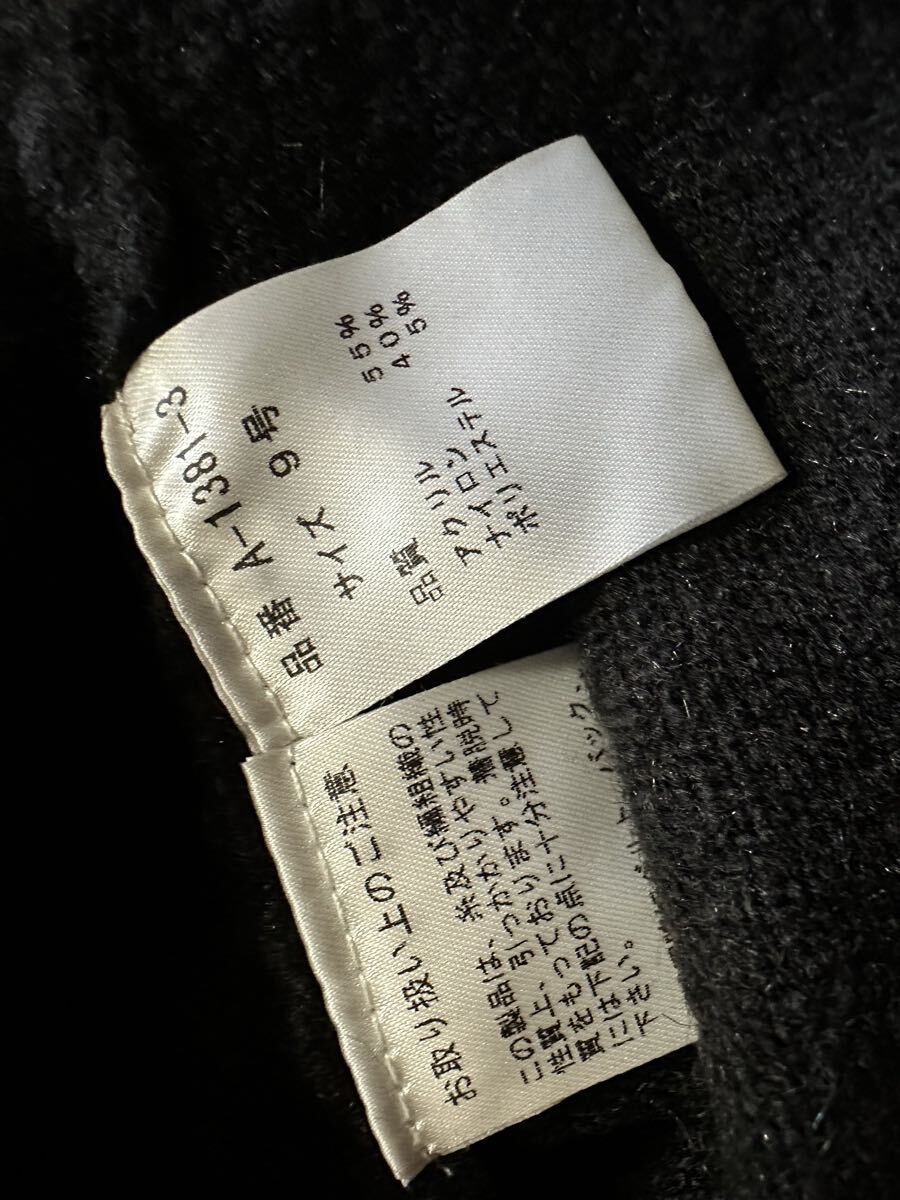 品番 A-1381-3
サイズ 9号
品質
アクリル 55%
ナイロン 40%
ポリエステル 5%
お取り扱い上のご注意
この製品は、糸及び編組織の
性質上、引っかかりやすい性
質をもっております。着脱時
には下記の点に十分注意して
下さい。
バック、